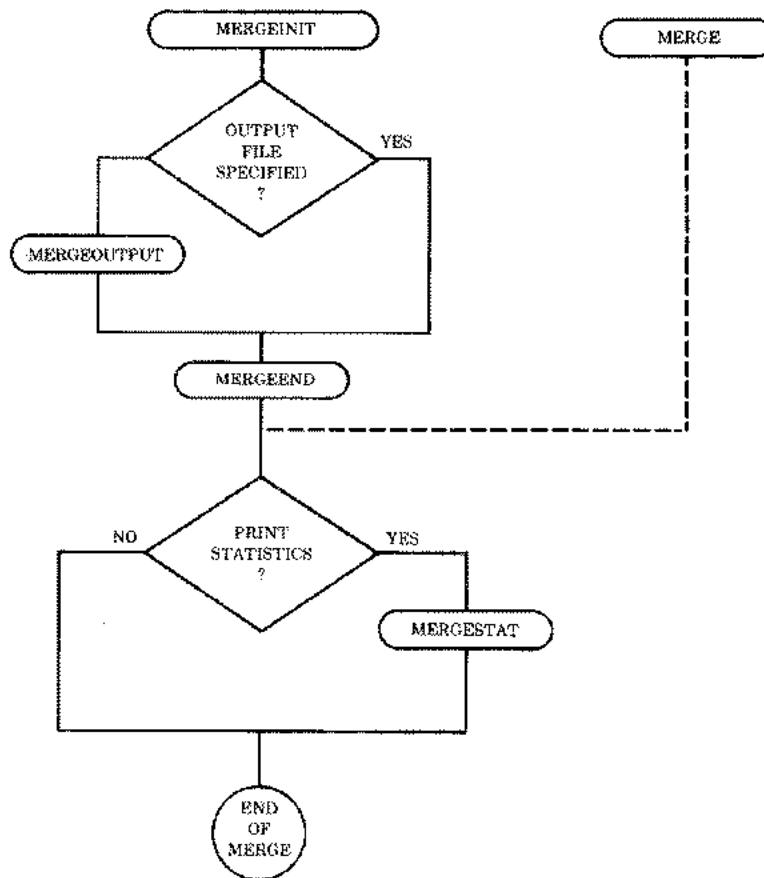 MERGEINIT
MERGE
OUTPUT
FILE
SPECIFIED
?
YES
MERGEOUTPUT
MERGEEND
NO
PRINT
STATISTICS
?
YES
MERGESTAT
END
OF
MERGE